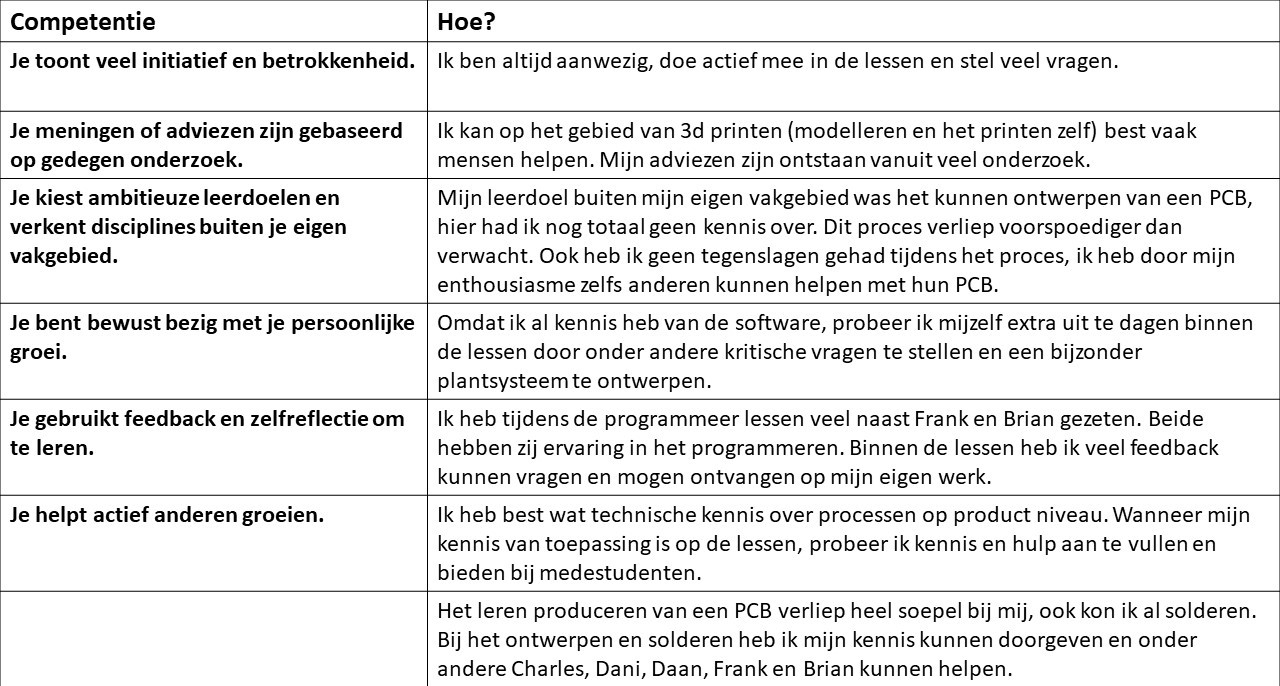 Competentie
Hoe?
Je toont veel initiatief en betrokkenheid.
Ik ben altijd aanwezig, doe actief mee in de lessen en stel veel vragen.
Je meningen of adviezen zijn gebaseerd
op gedegen onderzoek.
Ik kan op het gebied van 3d printen (modelleren en het printen zelf) best vaak
mensen helpen. Mijn adviezen zijn ontstaan vanuit veel onderzoek.
Je kiest ambitieuze leerdoelen en
verkent disciplines buiten je eigen
vakgebied.
Mijn leerdoel buiten mijn eigen vakgebied was het kunnen ontwerpen van een PCB,
hier had ik nog totaal geen kennis over. Dit proces verliep voorspoediger dan
verwacht. Ook heb ik geen tegenslagen gehad tijdens het proces, ik heb door mijn
enthousiasme zelfs anderen kunnen helpen met hun PCB.
Je bent bewust bezig met je persoonlijke
groei.
Omdat ik al kennis heb van de software, probeer ik mijzelf extra uit te dagen binnen
de lessen door onder andere kritische vragen te stellen en een bijzonder
plantsysteem te ontwerpen.
Je gebruikt feedback en zelfreflectie om
te leren.
Ik heb tijdens de programmeer lessen veel naast Frank en Brian gezeten. Beide
hebben zij ervaring in het programmeren. Binnen de lessen heb ik veel feedback
kunnen vragen en mogen ontvangen op mijn eigen werk.
Je helpt actief anderen groeien.
Ik heb best wat technische kennis over processen op product niveau. Wanneer mijn
kennis van toepassing is op de lessen, probeer ik kennis en hulp aan te vullen en
bieden bij medestudenten.
Het leren produceren van een PCB verliep heel soepel bij mij, ook kon ik al solderen.
Bij het ontwerpen en solderen heb ik mijn kennis kunnen doorgeven en onder
andere Charles, Dani, Daan, Frank en Brian kunnen helpen.